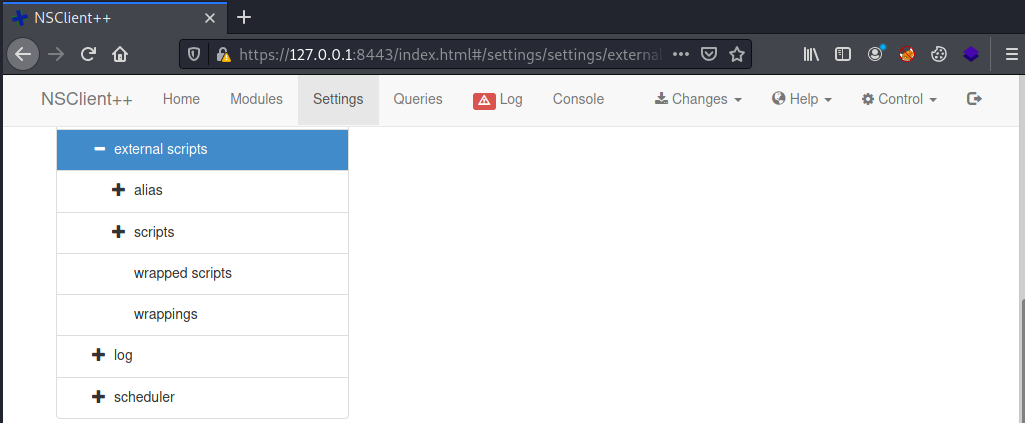 NSClient++
https://127.0.0.1:8443/index.html#/settings/settings/external
NSClient++ Home Modules Settings Queries Log Console Changes Help Control
external scripts
alias
scripts
wrapped scripts
wrappings
log
scheduler